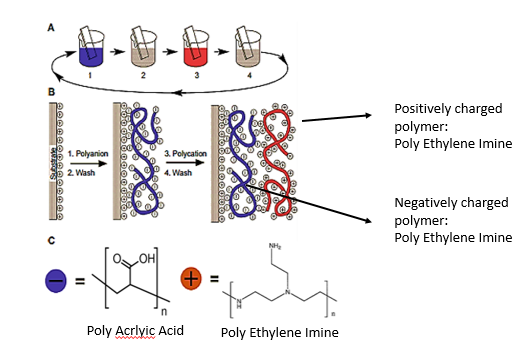 A
1
2
3
4
B
Substrate
1. Polyanion
2. Wash
3. Polycation
4. Wash
Positively charged
polymer:
Poly Ethylene Imine
Negatively charged
polymer:
Poly Ethylene Imine
C
− =
O
OH
n
+ =
NH₂
N
H
N
n
Poly Acrlyic Acid
Poly Ethylene Imine